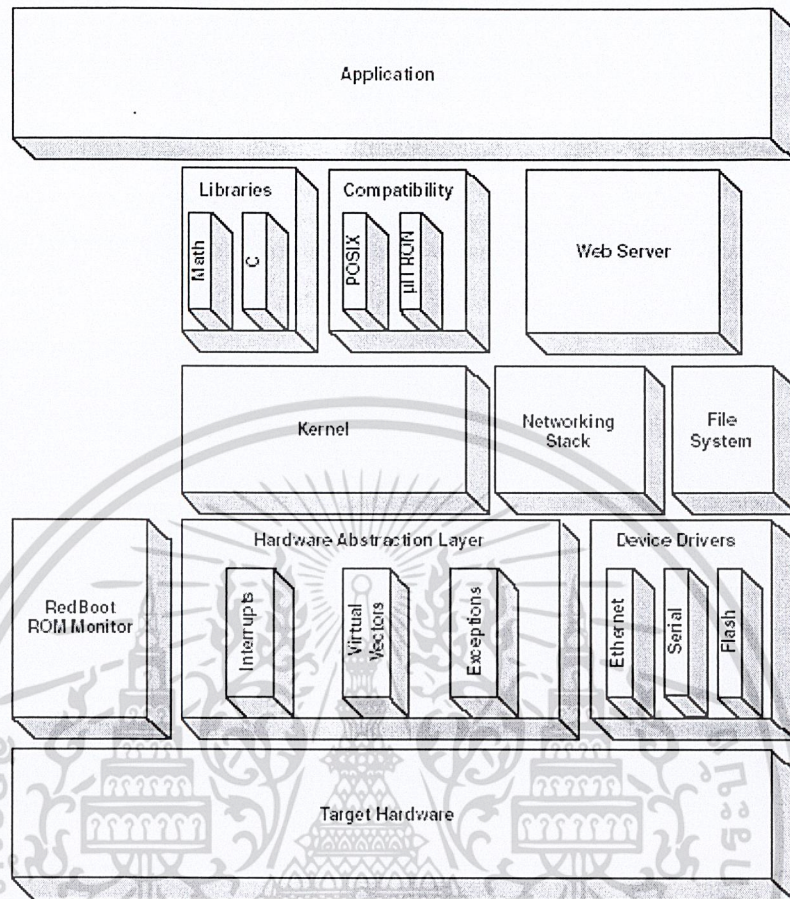 Application
Libraries
Compatibility
Math
C
POSIX
µITRON
Web Server
Kernel
Networking
Stack
File
System
RedBoot
ROM Monitor
Hardware Abstraction Layer
Interrupts
Virtual
Vectors
Exceptions
Device Drivers
Ethernet
Serial
Flash
Target Hardware